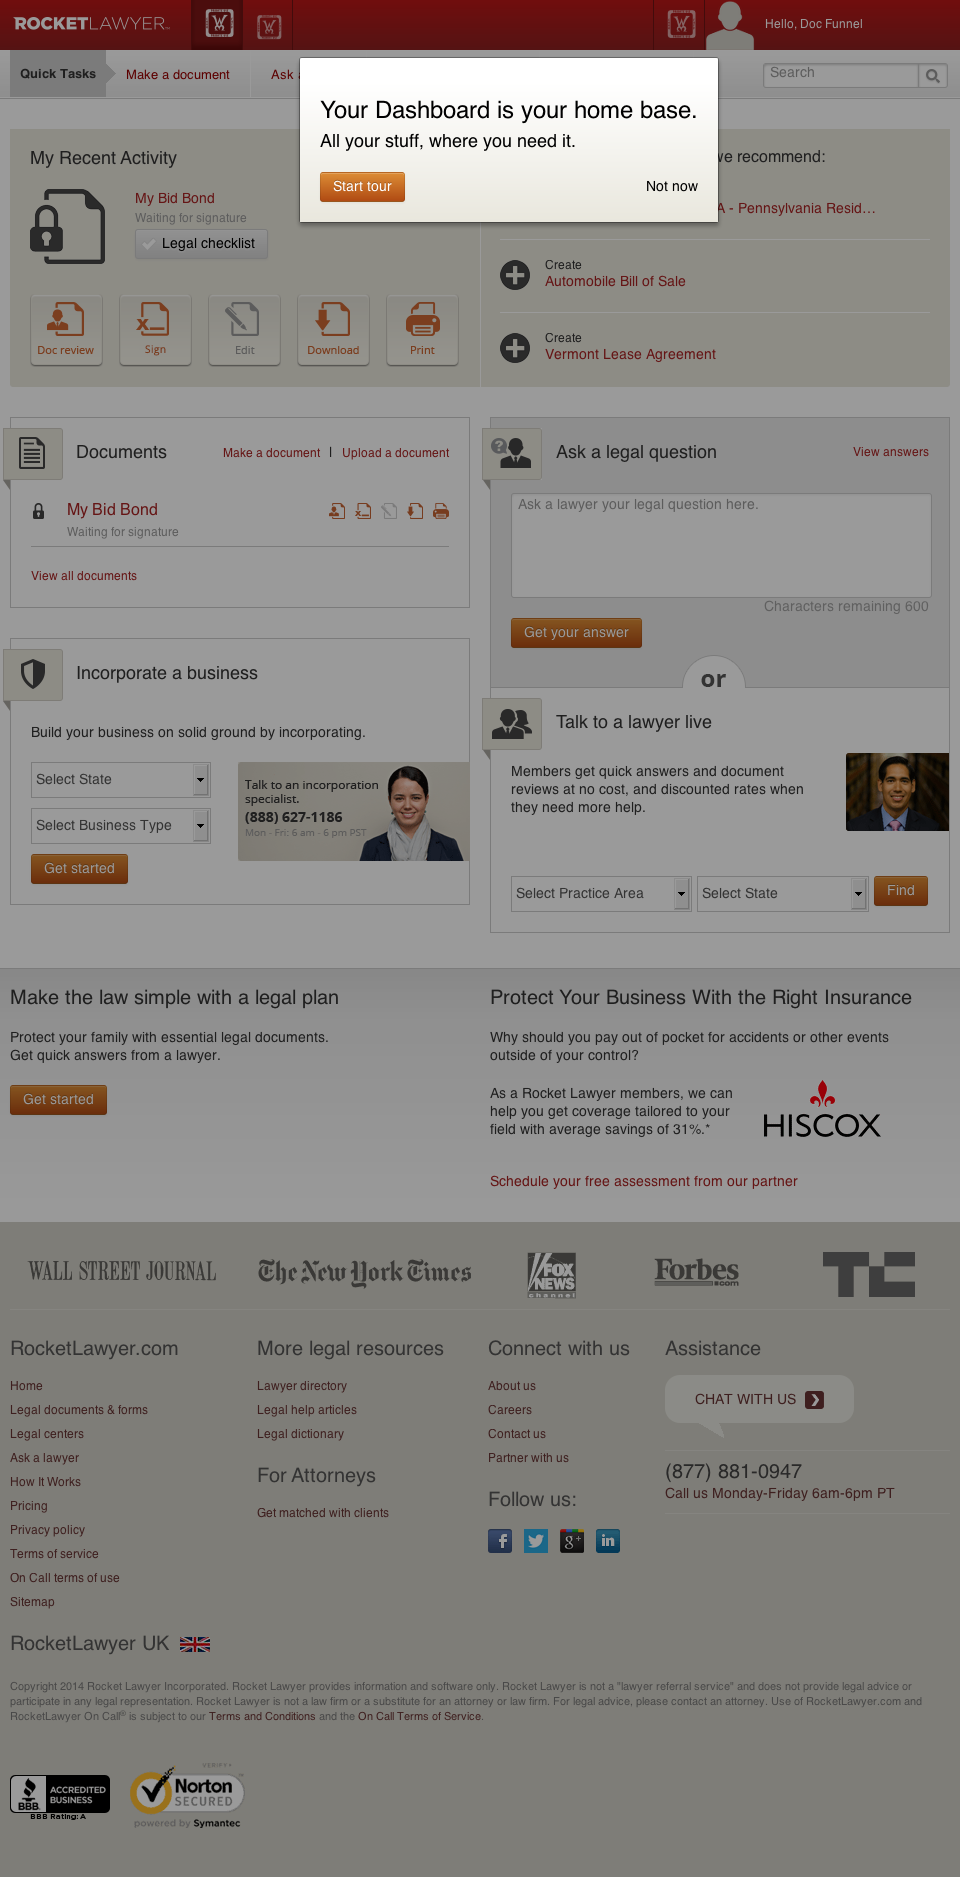 ROCKETLAWYER
Hello, Doc Funnel
Quick Tasks
Make a document
Ask
Search
Your Dashboard is your home base.
All your stuff, where you need it.
Start tour
Not now
My Recent Activity
My Bid Bond
Waiting for signature
Legal checklist
Doc review
Sign
Edit
Download
Print
we recommend:
A - Pennsylvania Resid...
Create
Automobile Bill of Sale
Create
Vermont Lease Agreement
Documents
Make a document | Upload a document
My Bid Bond
Waiting for signature
View all documents
Incorporate a business
Build your business on solid ground by incorporating.
Select State
Select Business Type
Get started
Talk to an incorporation
specialist.
(888) 627-1186
Mon - Fri: 6 am - 6 pm PST
Ask a legal question
View answers
Ask a lawyer your legal question here.
Characters remaining 600
Get your answer
or
Talk to a lawyer live
Members get quick answers and document
reviews at no cost, and discounted rates when
they need more help.
Select Practice Area
Select State
Find
Make the law simple with a legal plan
Protect your family with essential legal documents.
Get quick answers from a lawyer.
Get started
Protect Your Business With the Right Insurance
Why should you pay out of pocket for accidents or other events
outside of your control?
As a Rocket Lawyer members, we can
help you get coverage tailored to your
field with average savings of 31%.*
HISCOX
Schedule your free assessment from our partner
WALL STREET JOURNAL
The New York Times
FOX
NEWS
channel
Forbes
.com
TC
RocketLawyer.com
Home
Legal documents & forms
Legal centers
Ask a lawyer
How It Works
Pricing
Privacy policy
Terms of service
On Call terms of use
Sitemap
More legal resources
Lawyer directory
Legal help articles
Legal dictionary
For Attorneys
Get matched with clients
Connect with us
About us
Careers
Contact us
Partner with us
Follow us:
f
g+
in
Assistance
CHAT WITH US
(877) 881-0947
Call us Monday-Friday 6am-6pm PT
RocketLawyer UK
Copyright 2014 Rocket Lawyer Incorporated. Rocket Lawyer provides information and software only. Rocket Lawyer is not a "lawyer referral service" and does not provide legal advice or
participate in any legal representation. Rocket Lawyer is not a law firm or a substitute for an attorney or law firm. For legal advice, please contact an attorney. Use of RocketLawyer.com and
RocketLawyer On Call® is subject to our Terms and Conditions and the On Call Terms of Service.
BBB
ACCREDITED
BUSINESS
BBB Rating: A
VERIFY
Norton
SECURED
powered by Symantec